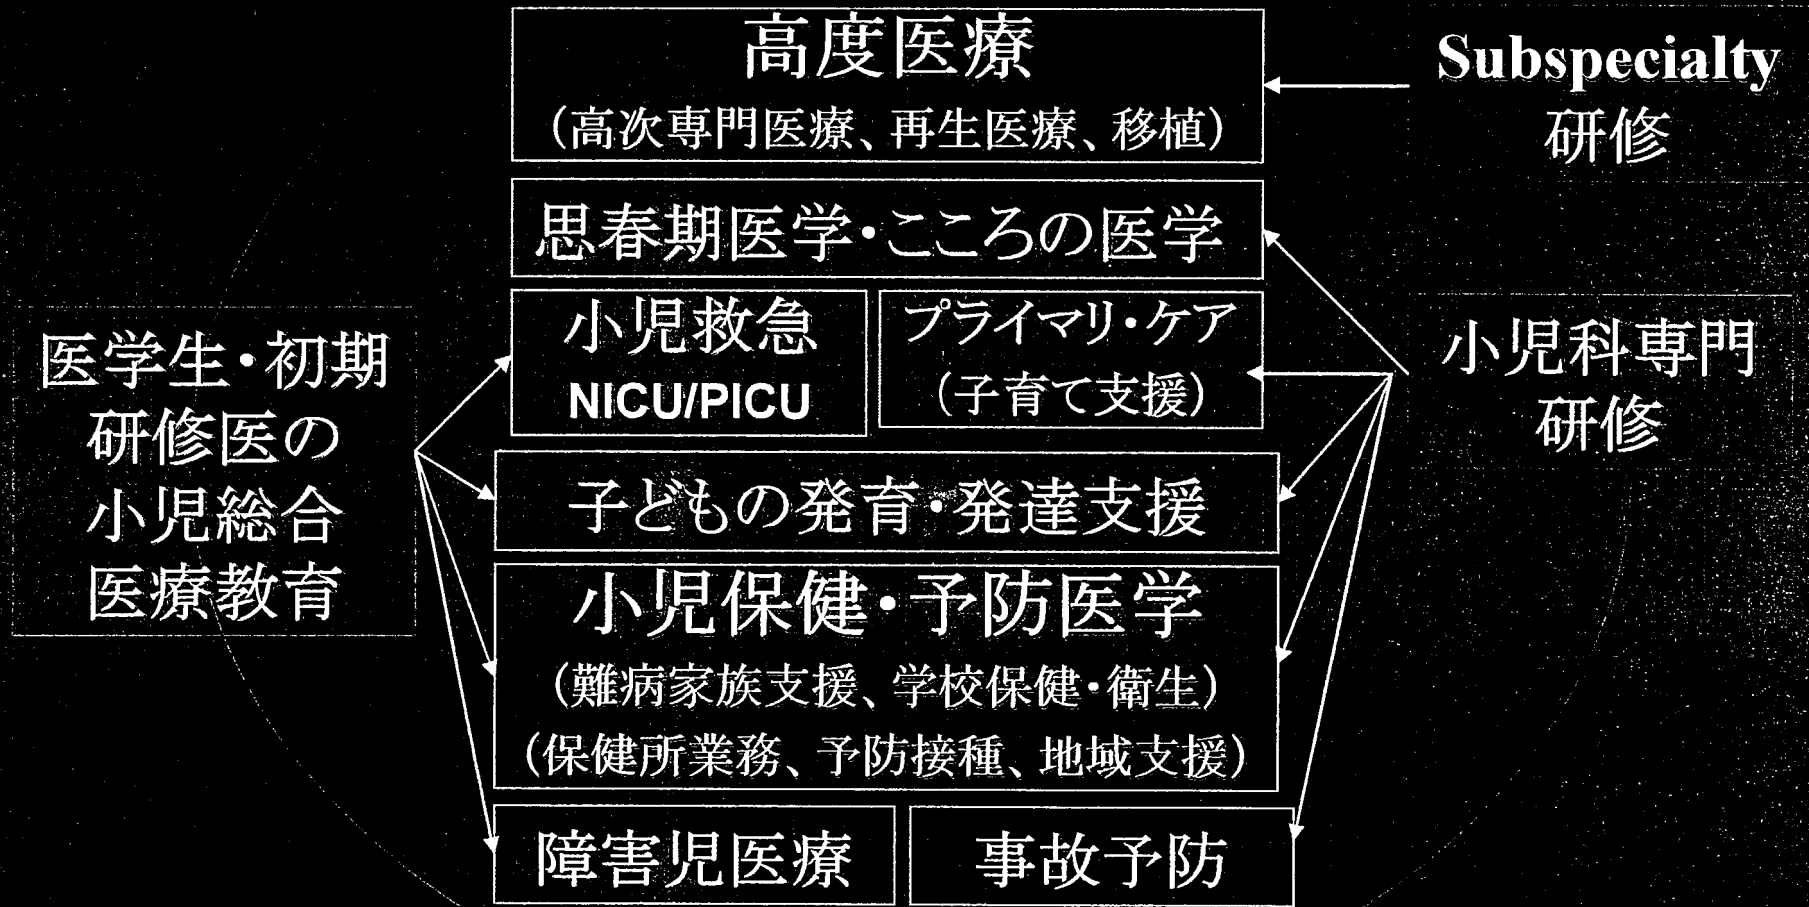 高度医療
（高次専門医療、再生医療、移植）
Subspecialty
研修
思春期医学・こころの医学
小児救急
NICU/PICU
プライマリ・ケア
（子育て支援）
医学生・初期
研修医の
小児総合
医療教育
小児科専門
研修
子どもの発育・発達支援
小児保健・予防医学
（難病家族支援、学校保健・衛生）
（保健所業務、予防接種、地域支援）
障害児医療
事故予防